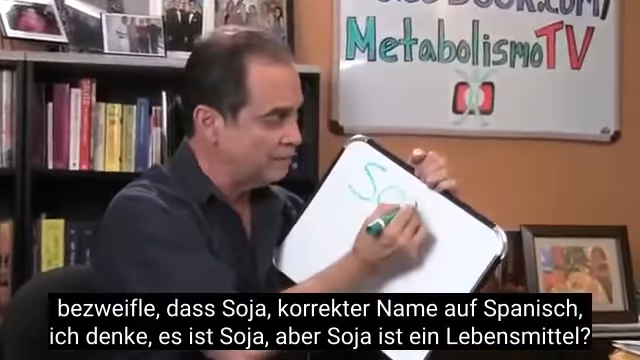 MetabolismoTV
So
bezweifle, dass Soja, korrekter Name auf Spanisch,
ich denke, es ist Soja, aber Soja ist ein Lebensmittel?